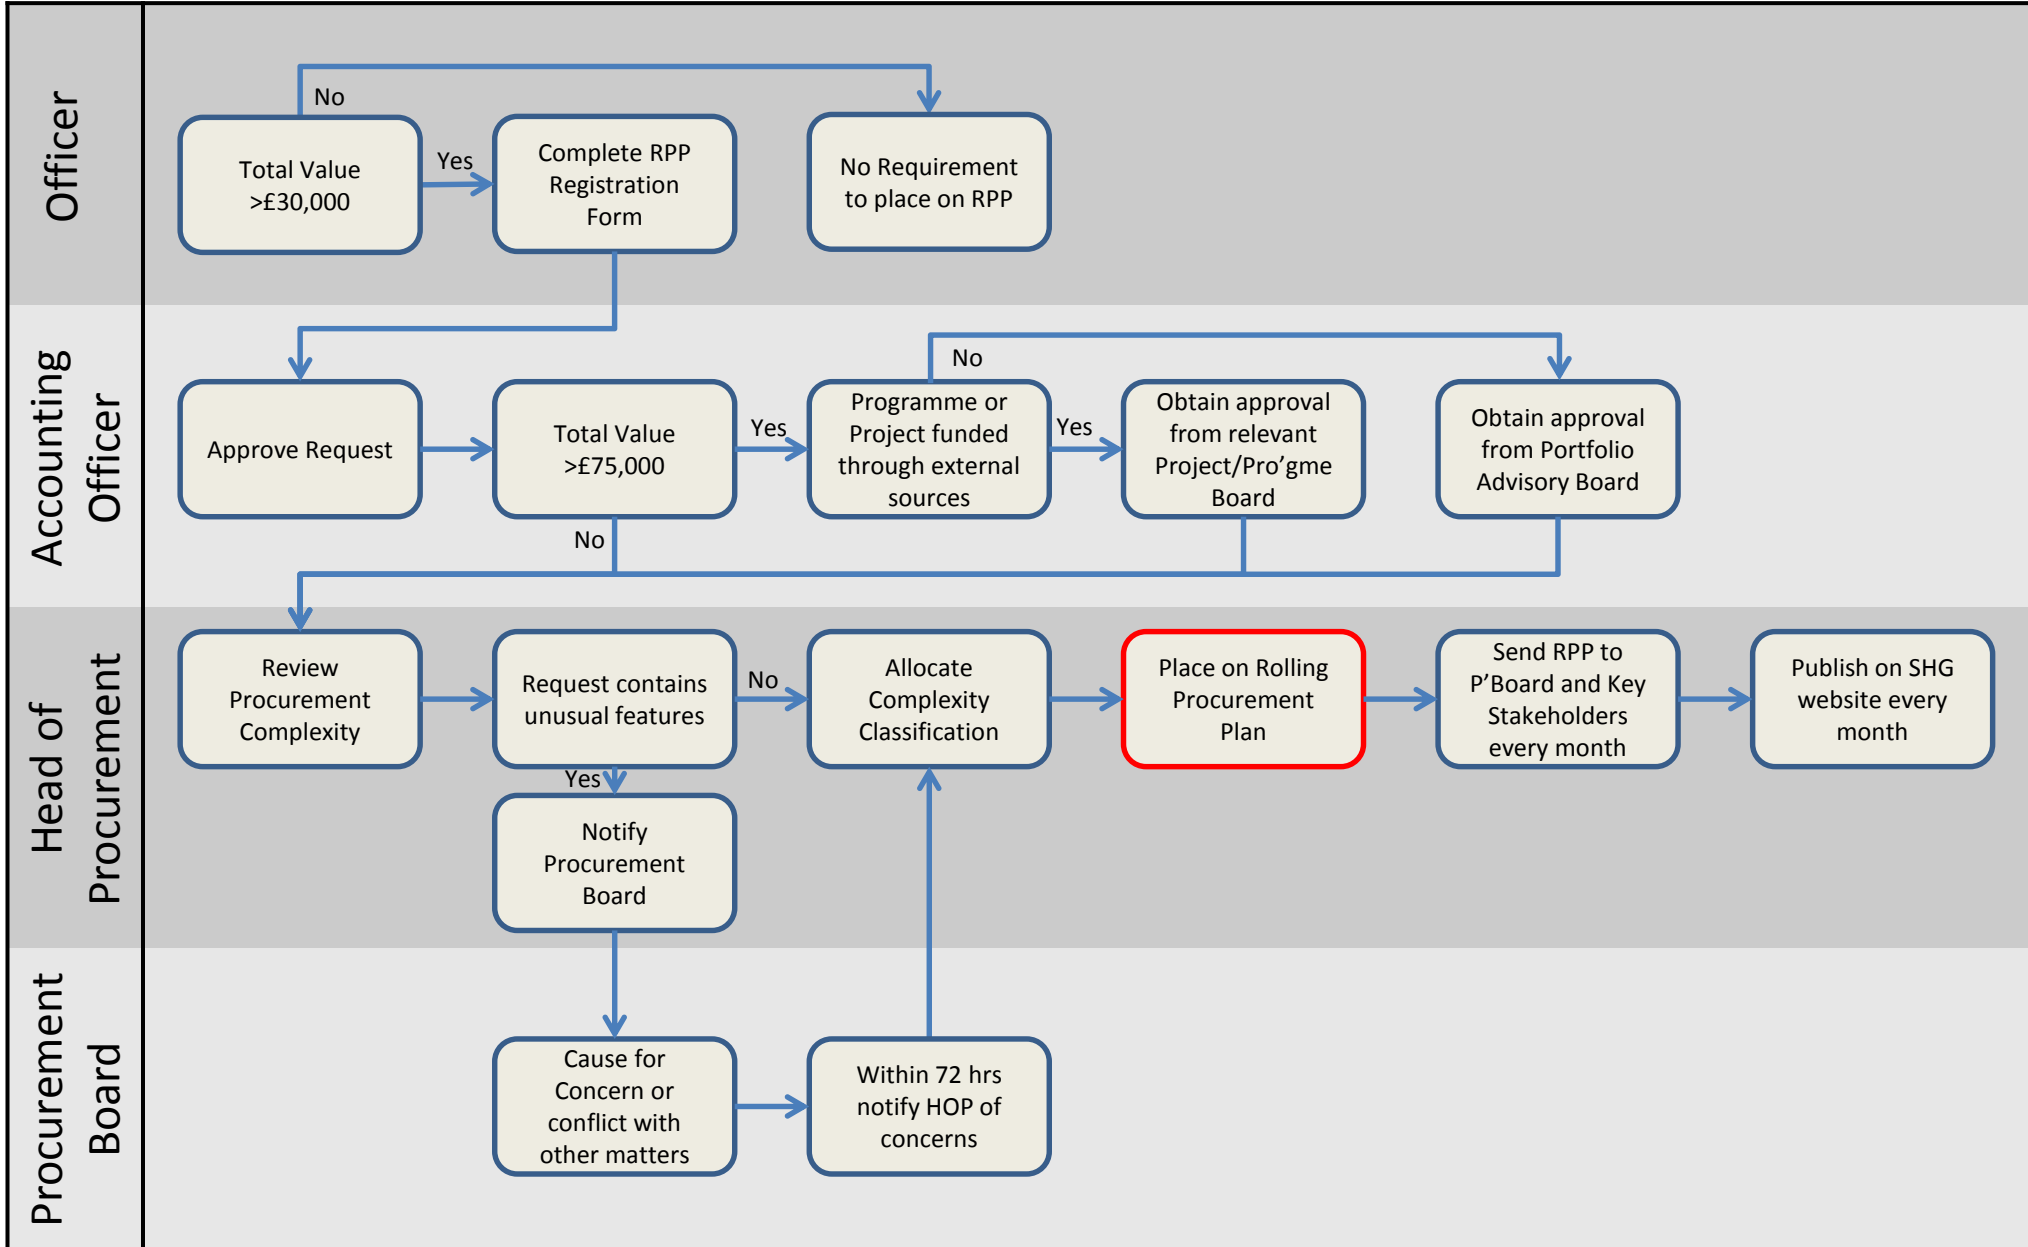 Officer
No
Total Value
>£30,000
Yes
Complete RPP
Registration
Form
No Requirement
to place on RPP
Accounting
Officer
Approve Request
Total Value
>£75,000
Yes
No
Programme or
Project funded
through external
sources
No
Yes
Obtain approval
from relevant
Project/Pro’gme
Board
Obtain approval
from Portfolio
Advisory Board
Head of
Procurement
Review
Procurement
Complexity
Request contains
unusual features
No
Yes
Allocate
Complexity
Classification
Place on Rolling
Procurement
Plan
Send RPP to
P’Board and Key
Stakeholders
every month
Publish on SHG
website every
month
Notify
Procurement
Board
Procurement
Board
Cause for
Concern or
conflict with
other matters
Within 72 hrs
notify HOP of
concerns